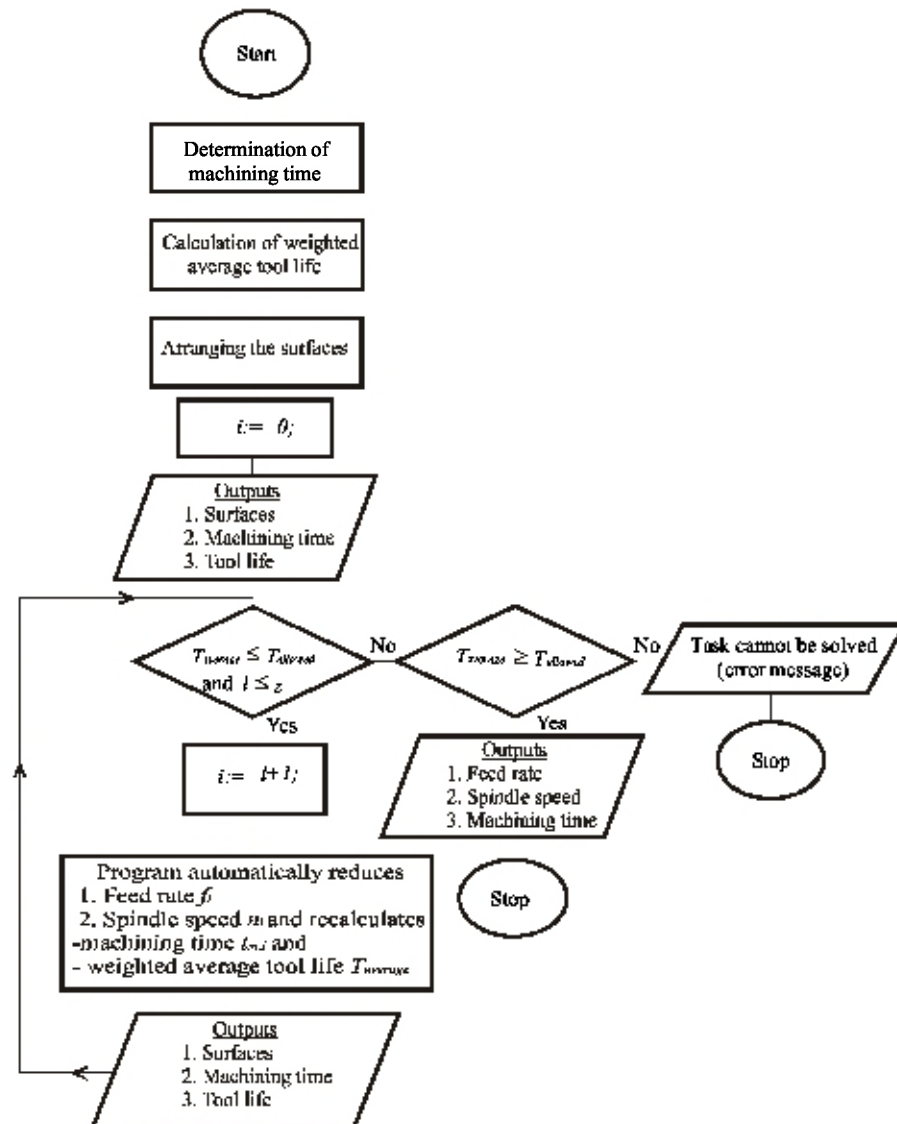 Start
Determination of
machining time
Calculation of weighted
average tool life
Arranging the surfaces
i:= 0;
Outputs
1. Surfaces
2. Machining time
3. Tool life
T ≤ T
and i ≤ z
No
T ≥ T
No
Task cannot be solved
(error message)
Yes
Yes
Stop
i:= i+1;
Outputs
1. Feed rate
2. Spindle speed
3. Machining time
Program automatically reduces
1. Feed rate
2. Spindle speed and recalculates
-machining time and
- weighted average tool life Taverage
Stop
Outputs
1. Surfaces
2. Machining time
3. Tool life